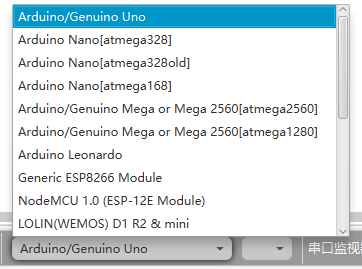 Arduino/Genuino Uno
Arduino Nano[atmega328]
Arduino Nano[atmega328old]
Arduino Nano[atmega168]
Arduino/Genuino Mega or Mega 2560[atmega2560]
Arduino/Genuino Mega or Mega 2560[atmega1280]
Arduino Leonardo
Generic ESP8266 Module
NodeMCU 1.0 (ESP-12E Module)
LOLIN(WEMOS) D1 R2 & mini
Arduino/Genuino Uno 串口监视